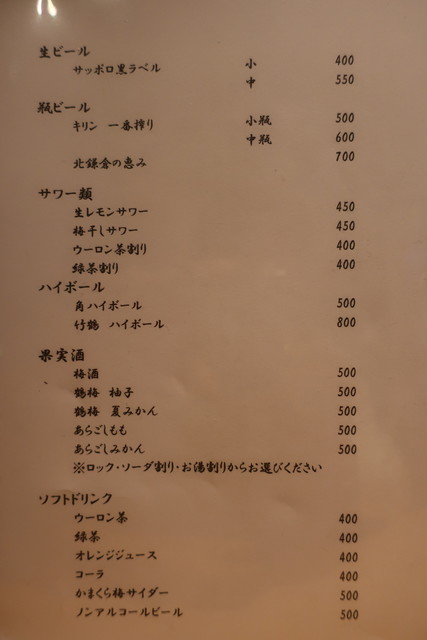 生ビール
サッポロ黒ラベル 小 400
中 550
瓶ビール
キリン 一番搾り 小瓶 500
中瓶 600
北鎌倉の恵み 700
サワー類
生レモンサワー 450
梅干しサワー 450
ウーロン茶割り 400
緑茶割り 400
ハイボール
角ハイボール 500
竹鶴 ハイボール 800
果実酒
梅酒 500
鶴梅 柚子 500
鶴梅 夏みかん 500
あらごしもも 500
あらごしみかん 500
※ロック・ソーダ割り・お湯割りからお選びください
ソフトドリンク
ウーロン茶 400
緑茶 400
オレンジジュース 400
コーラ 400
かまくら梅サイダー 500
ノンアルコールビール 500